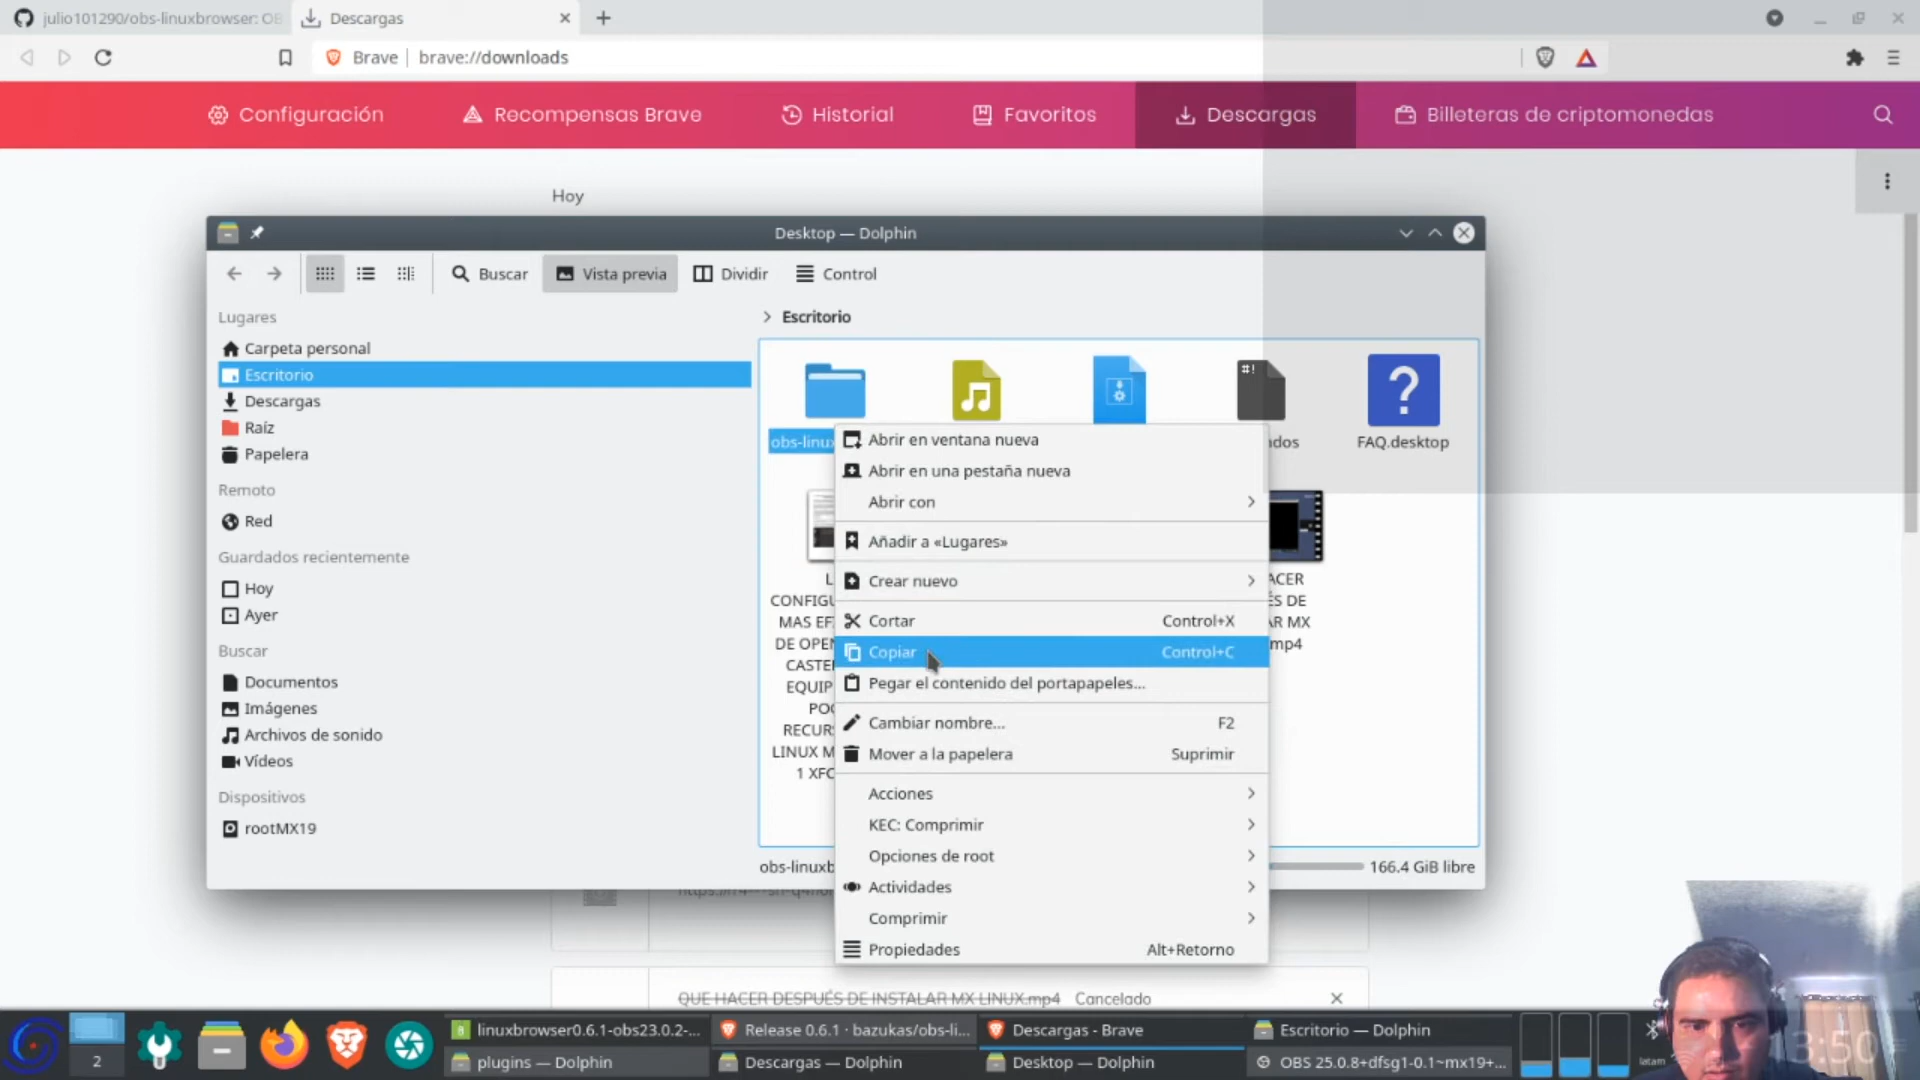 julio101290/obs-linuxbrowser: OB
Descargas
Brave
brave://downloads
Configuración
Recompensas Brave
Historial
Favoritos
Descargas
Billeteras de criptomonedas
Hoy
Desktop — Dolphin
Buscar
Vista previa
Dividir
Control
Lugares
Carpeta personal
Escritorio
Descargas
Raíz
Papelera
Remoto
Red
Guardados recientemente
Hoy
Ayer
Buscar
Documentos
Imágenes
Archivos de sonido
Vídeos
Dispositivos
rootMX19
Escritorio
#!
obs-linux
ndos
FAQ.desktop
L
CONFIGU
MAS EF
DE OPEN
CASTE
EQUIP
PO
RECUR
LINUX M
1 XFC
ACER
ÉS DE
AR MX
mp4
Abrir en ventana nueva
Abrir en una pestaña nueva
Abrir con
Añadir a «Lugares»
Crear nuevo
Cortar Control+X
Copiar Control+C
Pegar el contenido del portapapeles...
Cambiar nombre... F2
Mover a la papelera Suprimir
Acciones
KEC: Comprimir
Opciones de root
Actividades
Comprimir
Propiedades Alt+Retorno
obs-linuxb
166.4 GiB libre
QUE HACER DESPUÉS DE INSTALAR MX LINUX.mp4 Cancelado
2
linuxbrowser0.6.1-obs23.0.2-...
Release 0.6.1 · bazukas/obs-li...
Descargas - Brave
Escritorio — Dolphin
plugins — Dolphin
Descargas — Dolphin
Desktop — Dolphin
OBS 25.0.8+dfsg1-0.1~mx19+...
latam
13:50